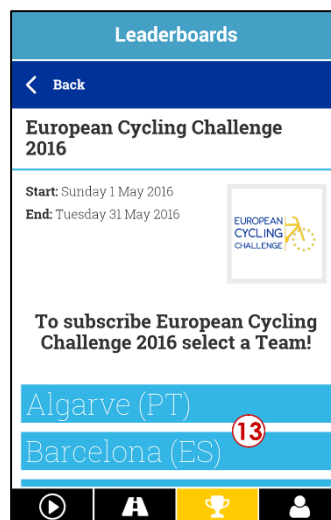 Leaderboards
Back
European Cycling Challenge
2016
Start: Sunday 1 May 2016
End: Tuesday 31 May 2016
EUROPEAN
CYCLING
CHALLENGE
To subscribe European Cycling
Challenge 2016 select a Team!
Algarve (PT)
13
Barcelona (ES)